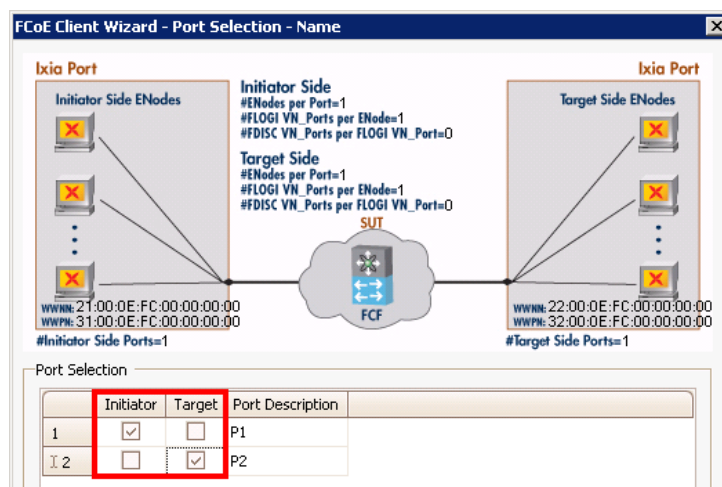 FCoE Client Wizard - Port Selection - Name
Ixia Port
Ixia Port
Initiator Side ENodes
Initiator Side
#ENodes per Port=1
#FLOGI VN_Ports per ENode=1
#FDISC VN_Ports per FLOGI VN_Port=0
Target Side
#ENodes per Port=1
#FLOGI VN_Ports per ENode=1
#FDISC VN_Ports per FLOGI VN_Port=0
Target Side ENodes
SUT
FCF
WWNN: 21:00:0E:FC:00:00:00:00
WWPN: 31:00:0E:FC:00:00:00:00
#Initiator Side Ports=1
WWNN: 22:00:0E:FC:00:00:00:00
WWPN: 32:00:0E:FC:00:00:00:00
#Target Side Ports=1
Port Selection
Initiator Target Port Description
1 P1
2 P2